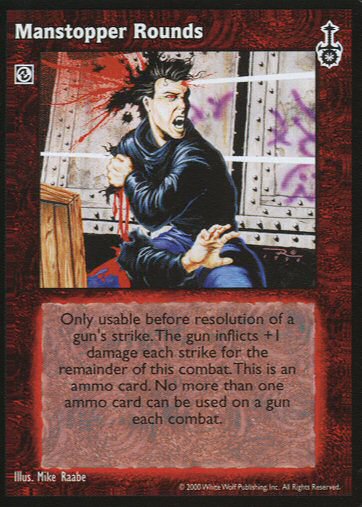 Manstopper Rounds
Only usable before resolution of a
gun's strike. The gun inflicts +1
damage each strike for the
remainder of this combat. This is an
ammo card. No more than one
ammo card can be used on a gun
each combat.
Illus. Mike Raabe
© 2000 White Wolf Publishing, Inc. All Rights Reserved.